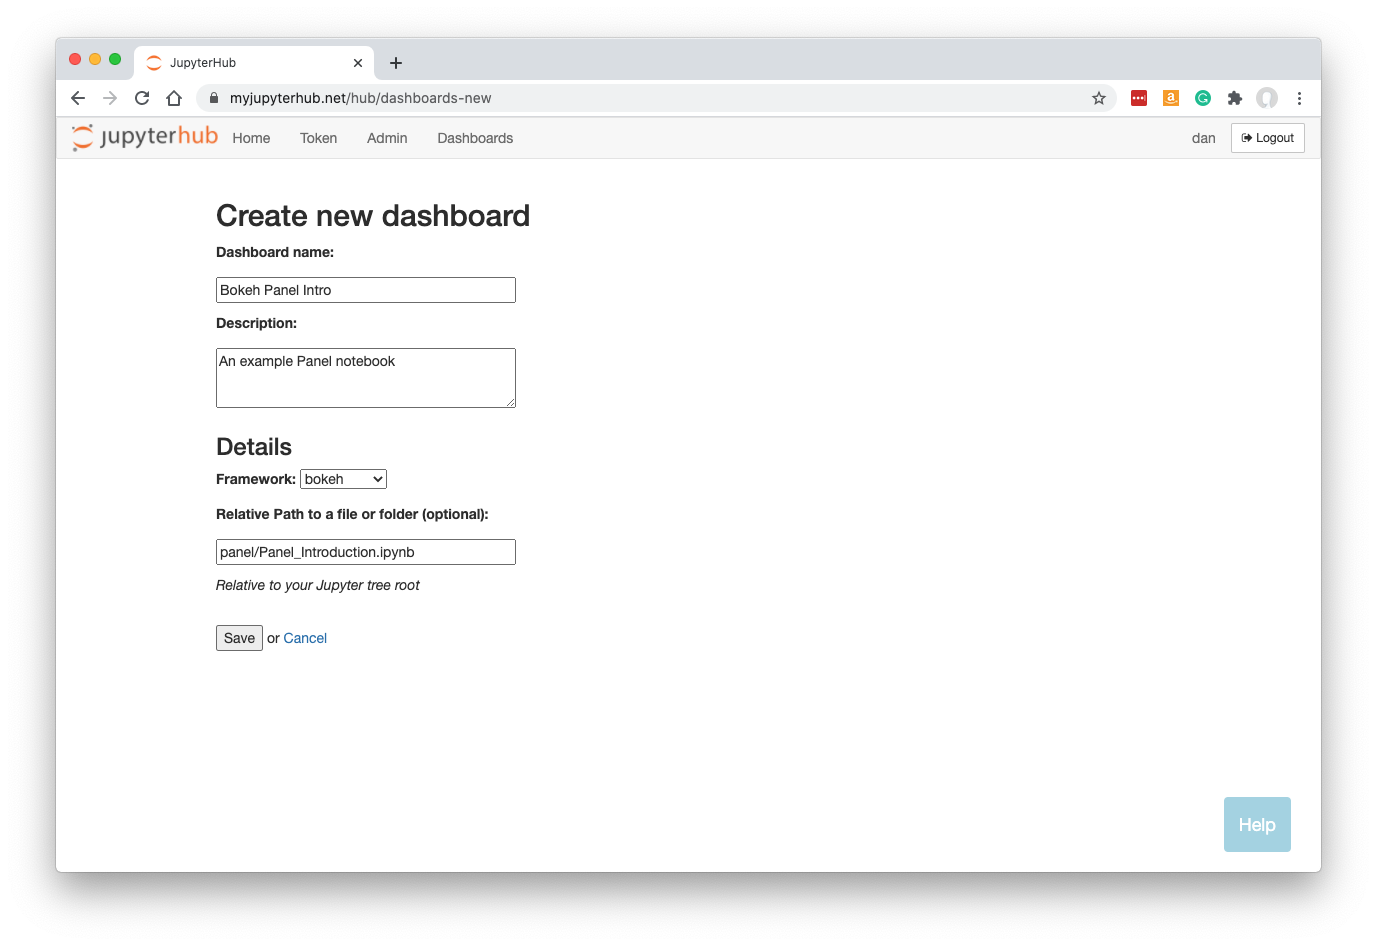 JupyterHub
myjupyterhub.net/hub/dashboards-new
jupyterhub Home Token Admin Dashboards dan Logout
Create new dashboard
Dashboard name:
Bokeh Panel Intro
Description:
An example Panel notebook
Details
Framework: bokeh
Relative Path to a file or folder (optional):
panel/Panel_Introduction.ipynb
Relative to your Jupyter tree root
Save or Cancel
Help